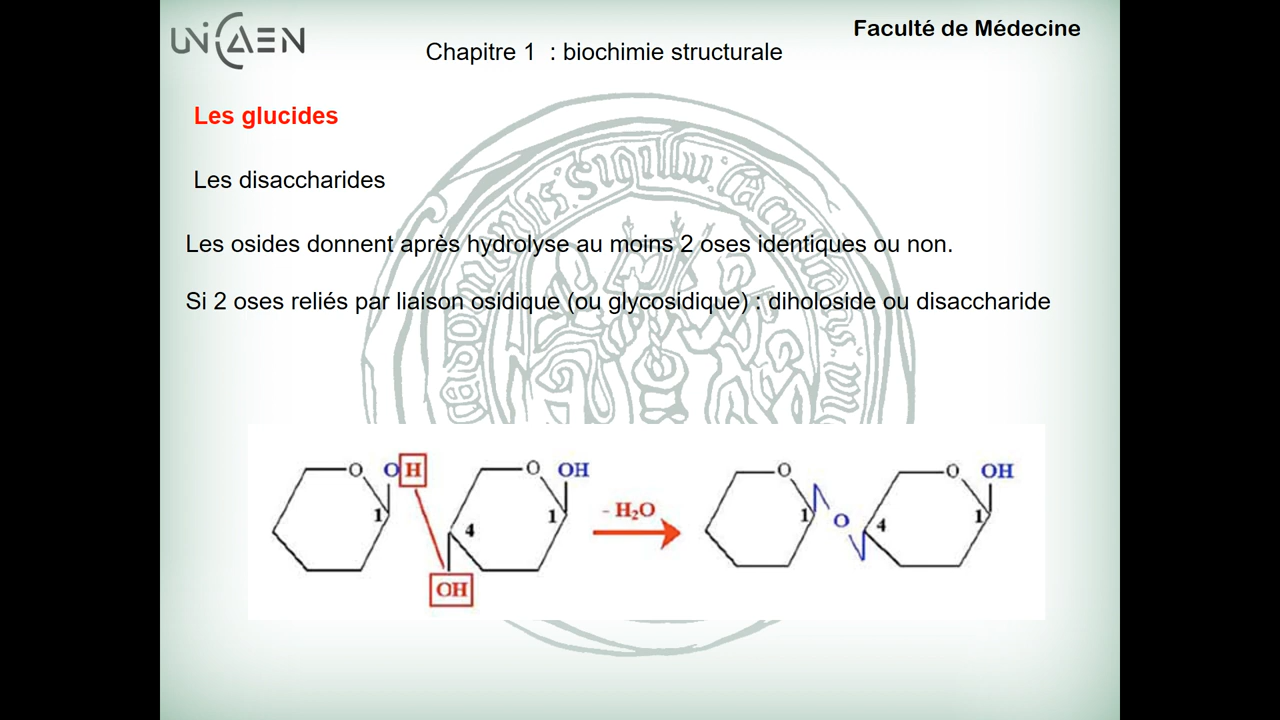 UNICAEN
Faculté de Médecine
Chapitre 1 : biochimie structurale
Les glucides
Les disaccharides
Les osides donnent après hydrolyse au moins 2 oses identiques ou non.
Si 2 oses reliés par liaison osidique (ou glycosidique) : diholoside ou disaccharide
O OH O OH O O OH
1 4 1 - H₂O 1 O 4 1
OH